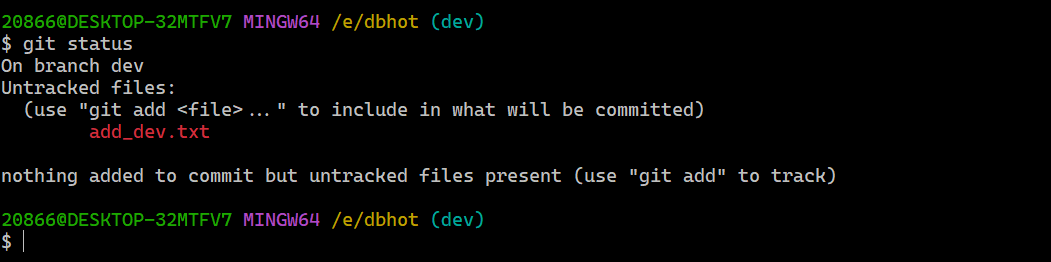 20866@DESKTOP-32MTFV7 MINGW64 /e/dbhot (dev)
$ git status
On branch dev
Untracked files:
  (use "git add <file>..." to include in what will be committed)
        add_dev.txt

nothing added to commit but untracked files present (use "git add" to track)

20866@DESKTOP-32MTFV7 MINGW64 /e/dbhot (dev)
$